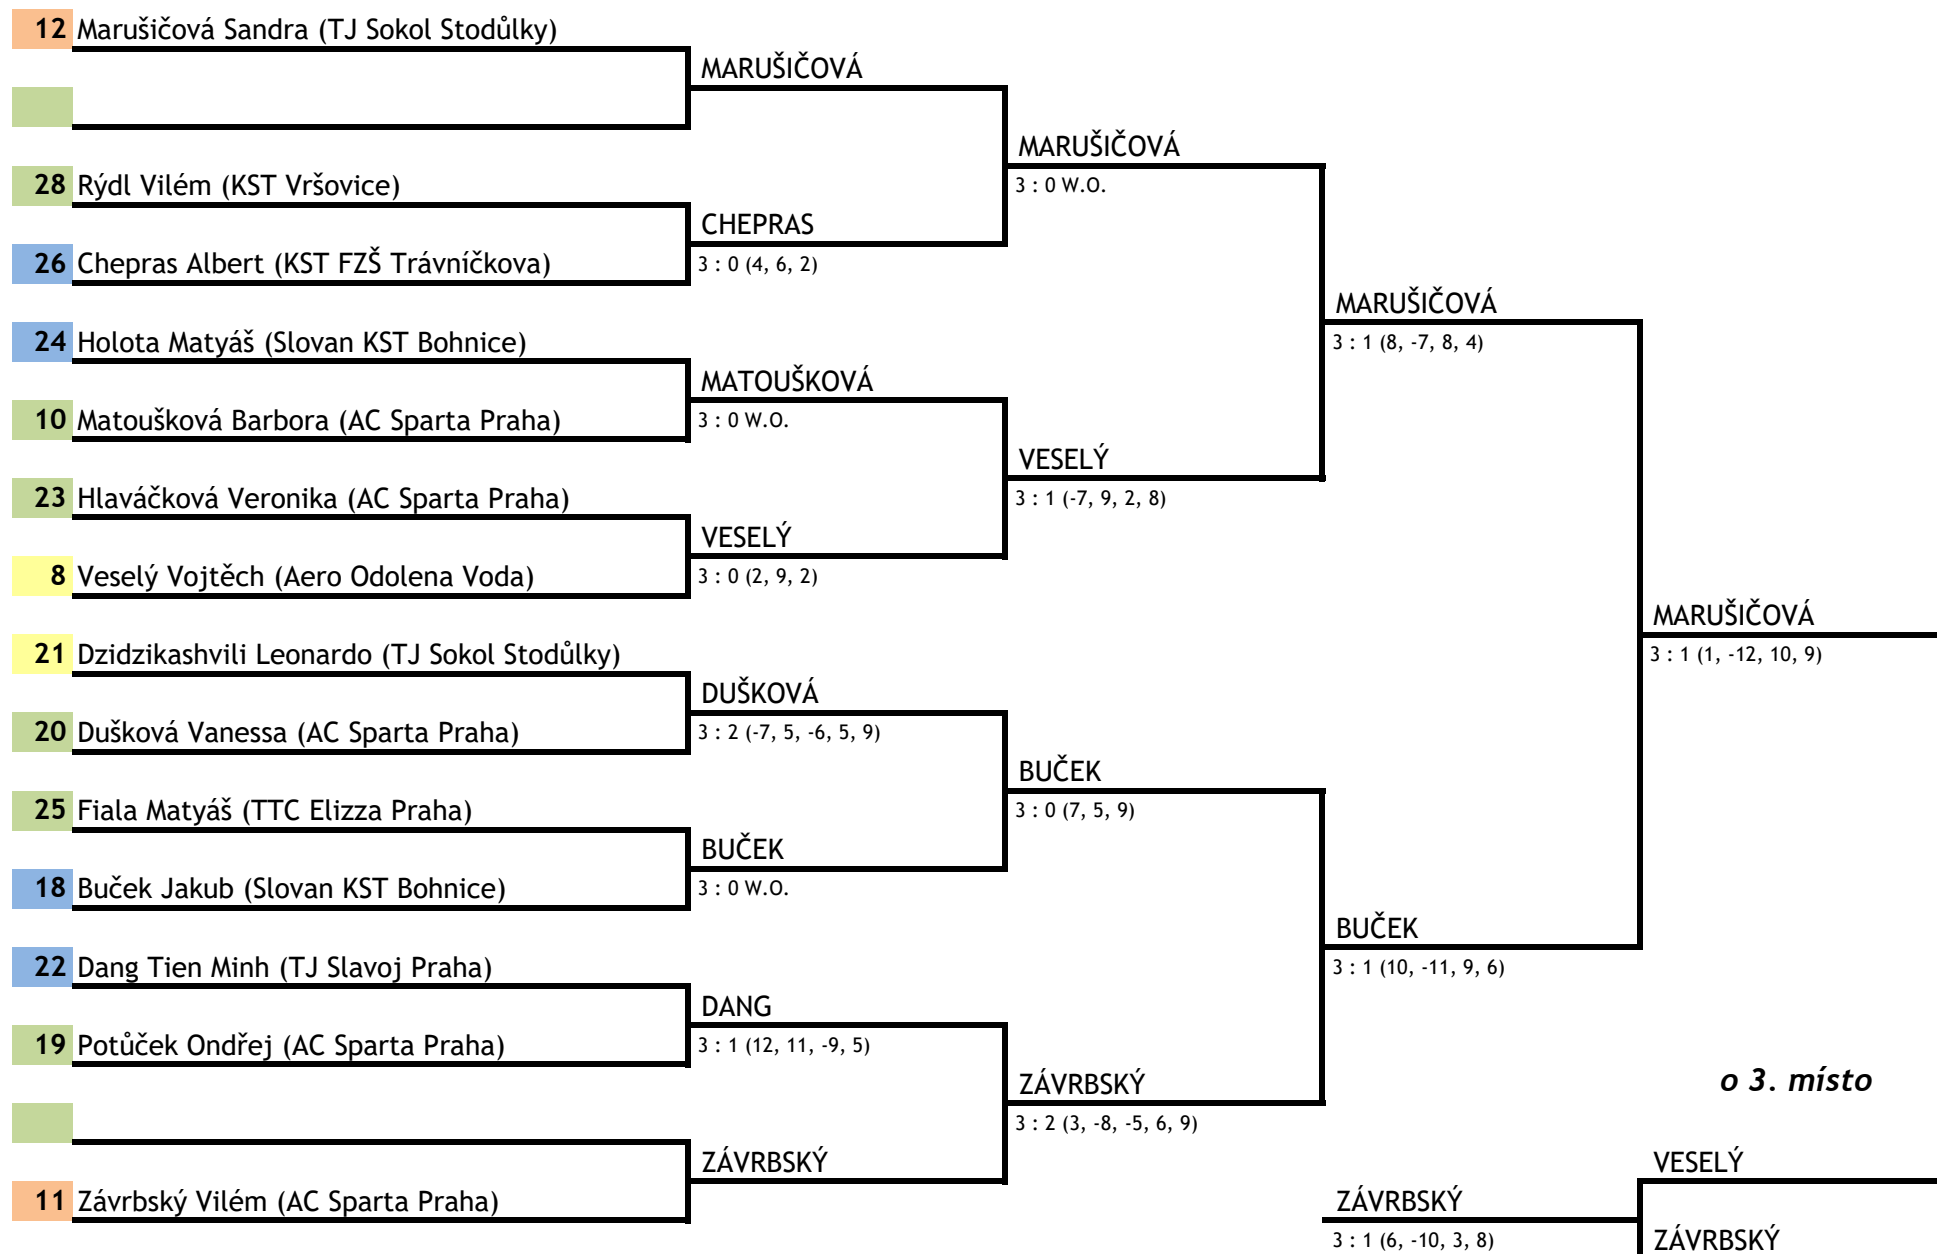 12 Marušičová Sandra (TJ Sokol Stodůlky)
MARUŠIČOVÁ
MARUŠIČOVÁ
28 Rýdl Vilém (KST Vršovice)
3 : 0 W.O.
CHEPRAS
26 Chepras Albert (KST FZŠ Trávníčkova)
3 : 0 (4, 6, 2)
MARUŠIČOVÁ
24 Holota Matyáš (Slovan KST Bohnice)
3 : 1 (8, -7, 8, 4)
MATOUŠKOVÁ
10 Matoušková Barbora (AC Sparta Praha)
3 : 0 W.O.
VESELÝ
23 Hlaváčková Veronika (AC Sparta Praha)
3 : 1 (-7, 9, 2, 8)
VESELÝ
8 Veselý Vojtěch (Aero Odolena Voda)
3 : 0 (2, 9, 2)
MARUŠIČOVÁ
21 Dzidzikashvili Leonardo (TJ Sokol Stodůlky)
3 : 1 (1, -12, 10, 9)
DUŠKOVÁ
20 Dušková Vanessa (AC Sparta Praha)
3 : 2 (-7, 5, -6, 5, 9)
BUČEK
25 Fiala Matyáš (TTC Elizza Praha)
3 : 0 (7, 5, 9)
BUČEK
18 Buček Jakub (Slovan KST Bohnice)
3 : 0 W.O.
BUČEK
22 Dang Tien Minh (TJ Slavoj Praha)
3 : 1 (10, -11, 9, 6)
DANG
19 Potůček Ondřej (AC Sparta Praha)
3 : 1 (12, 11, -9, 5)
ZÁVRBSKÝ
o 3. místo
3 : 2 (3, -8, -5, 6, 9)
ZÁVRBSKÝ
VESELÝ
11 Závrbský Vilém (AC Sparta Praha)
ZÁVRBSKÝ
3 : 1 (6, -10, 3, 8)
ZÁVRBSKÝ